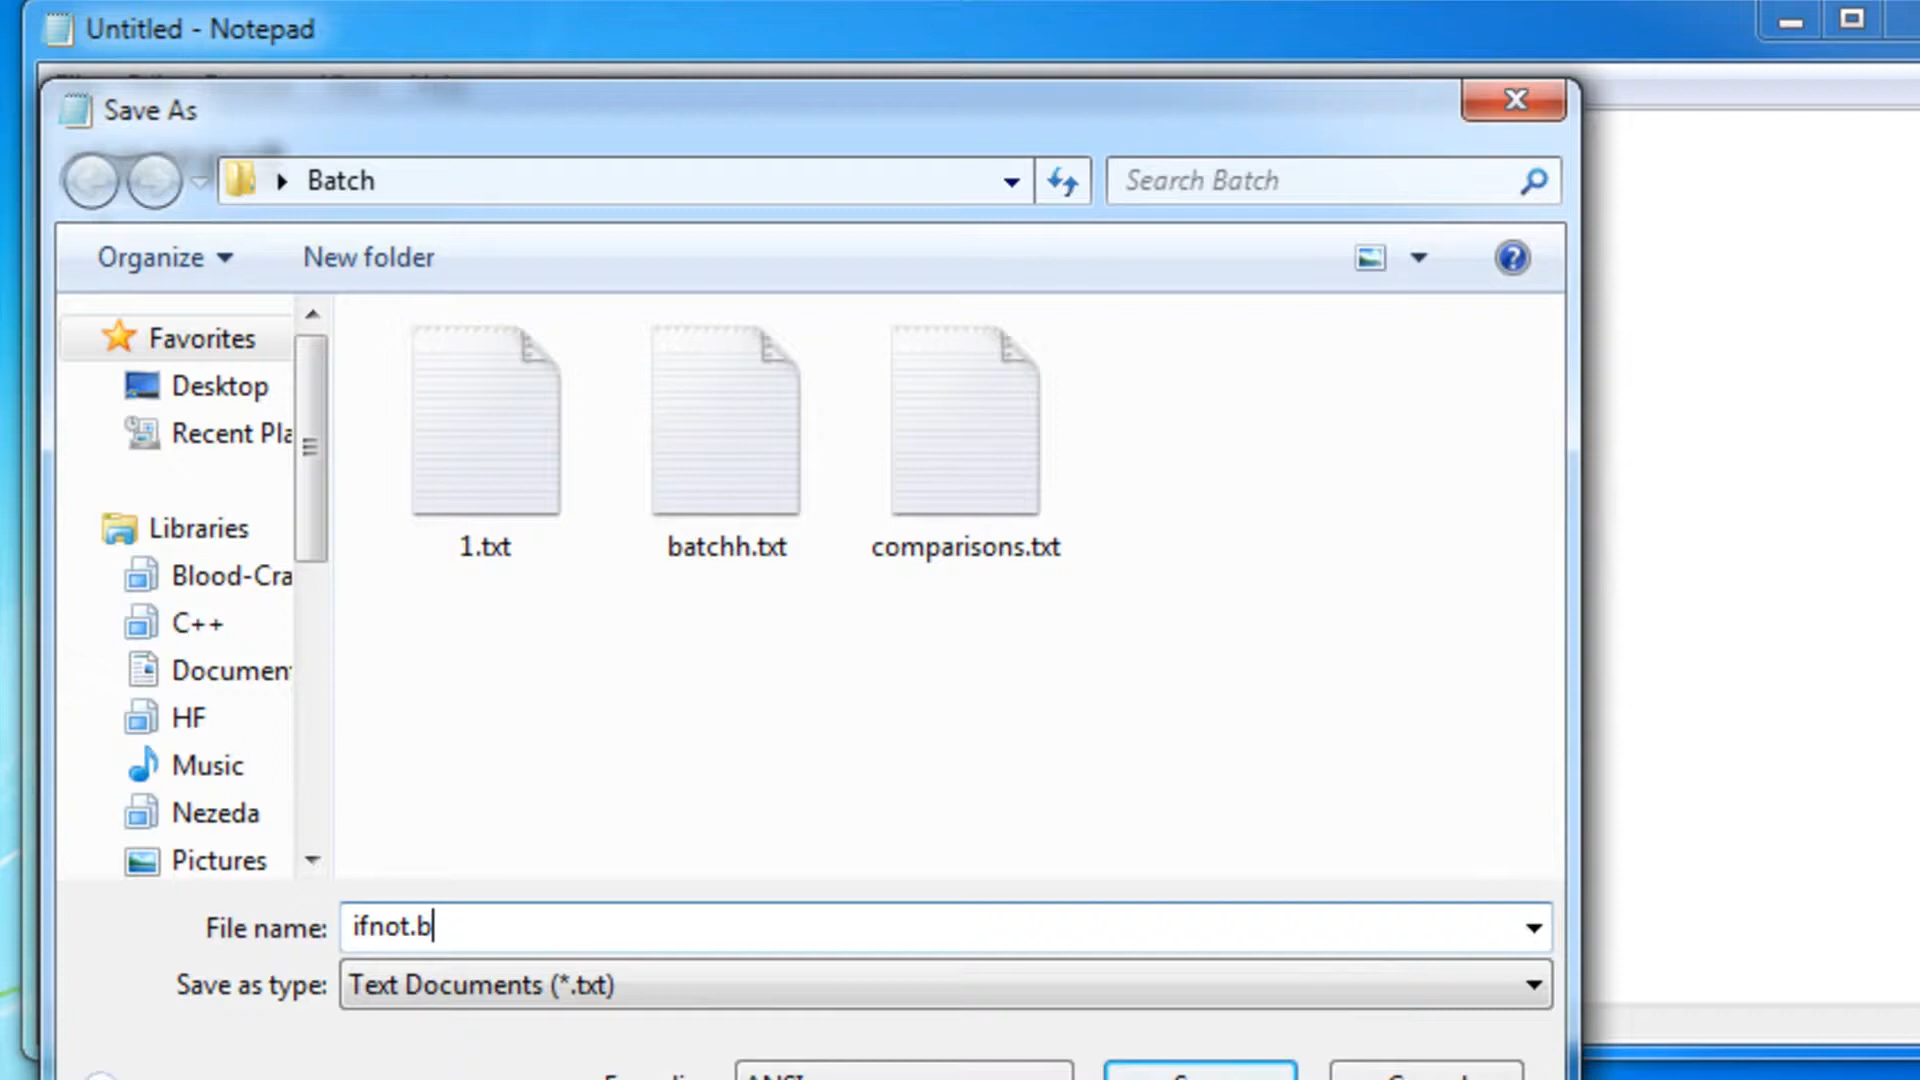 Untitled - Notepad
Save As
Batch
Search Batch
Organize
New folder
Favorites
Desktop
Recent Pla
Libraries
Blood-Cra
C++
Documen
HF
Music
Nezeda
Pictures
1.txt
batchh.txt
comparisons.txt
File name: ifnot.b
Save as type: Text Documents (*.txt)
ANSI